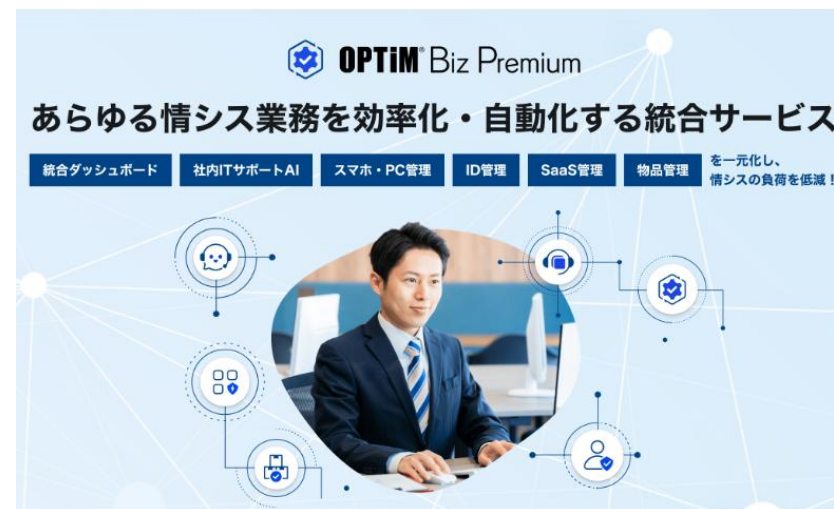 OPTiM® Biz Premium
あらゆる情シス業務を効率化・自動化する統合サービス
統合ダッシュボード 社内ITサポートAI スマホ・PC管理 ID管理 SaaS管理 物品管理 を一元化し、
情シスの負荷を低減!